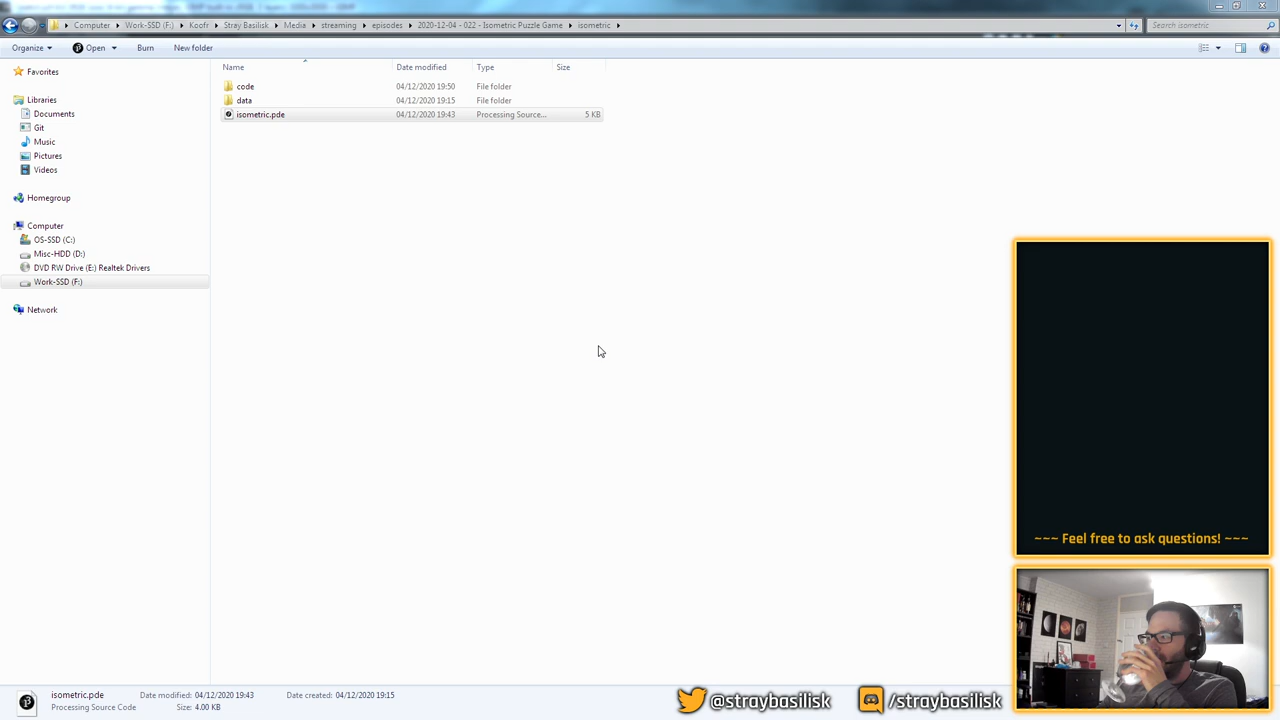 Computer Work-SSD (F:) Koofr Stray Basilisk Media streaming episodes 2020-12-04 - 022 - Isometric Puzzle Game isometric
Search isometric
Organize Open Burn New folder
Name Date modified Type Size
code 04/12/2020 19:50 File folder
data 04/12/2020 19:15 File folder
isometric.pde 04/12/2020 19:43 Processing Source... 5 KB
Favorites
Libraries
Documents
Git
Music
Pictures
Videos
Homegroup
Computer
OS-SSD (C:)
Misc-HDD (D:)
DVD RW Drive (E:) Realtek Drivers
Work-SSD (F:)
Network
~~~ Feel free to ask questions! ~~~
isometric.pde Date modified: 04/12/2020 19:43 Date created: 04/12/2020 19:15
Processing Source Code Size: 4.00 KB
@straybasilisk /straybasilisk